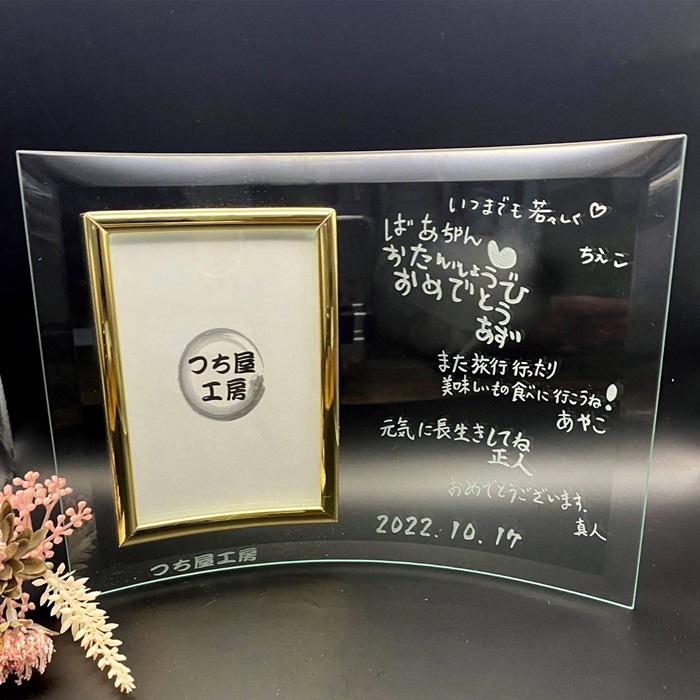 つち屋
工房
つち屋工房
いつまでも若々しく♡
ちえこ
ばあちゃん
おたんじょうび
おめでとう
あずい
また旅行行ったり
美味しいもの食べに行こうね!
あやこ
元気に長生きしてね
正人
おめでとうございます。
真人
2022.10.17